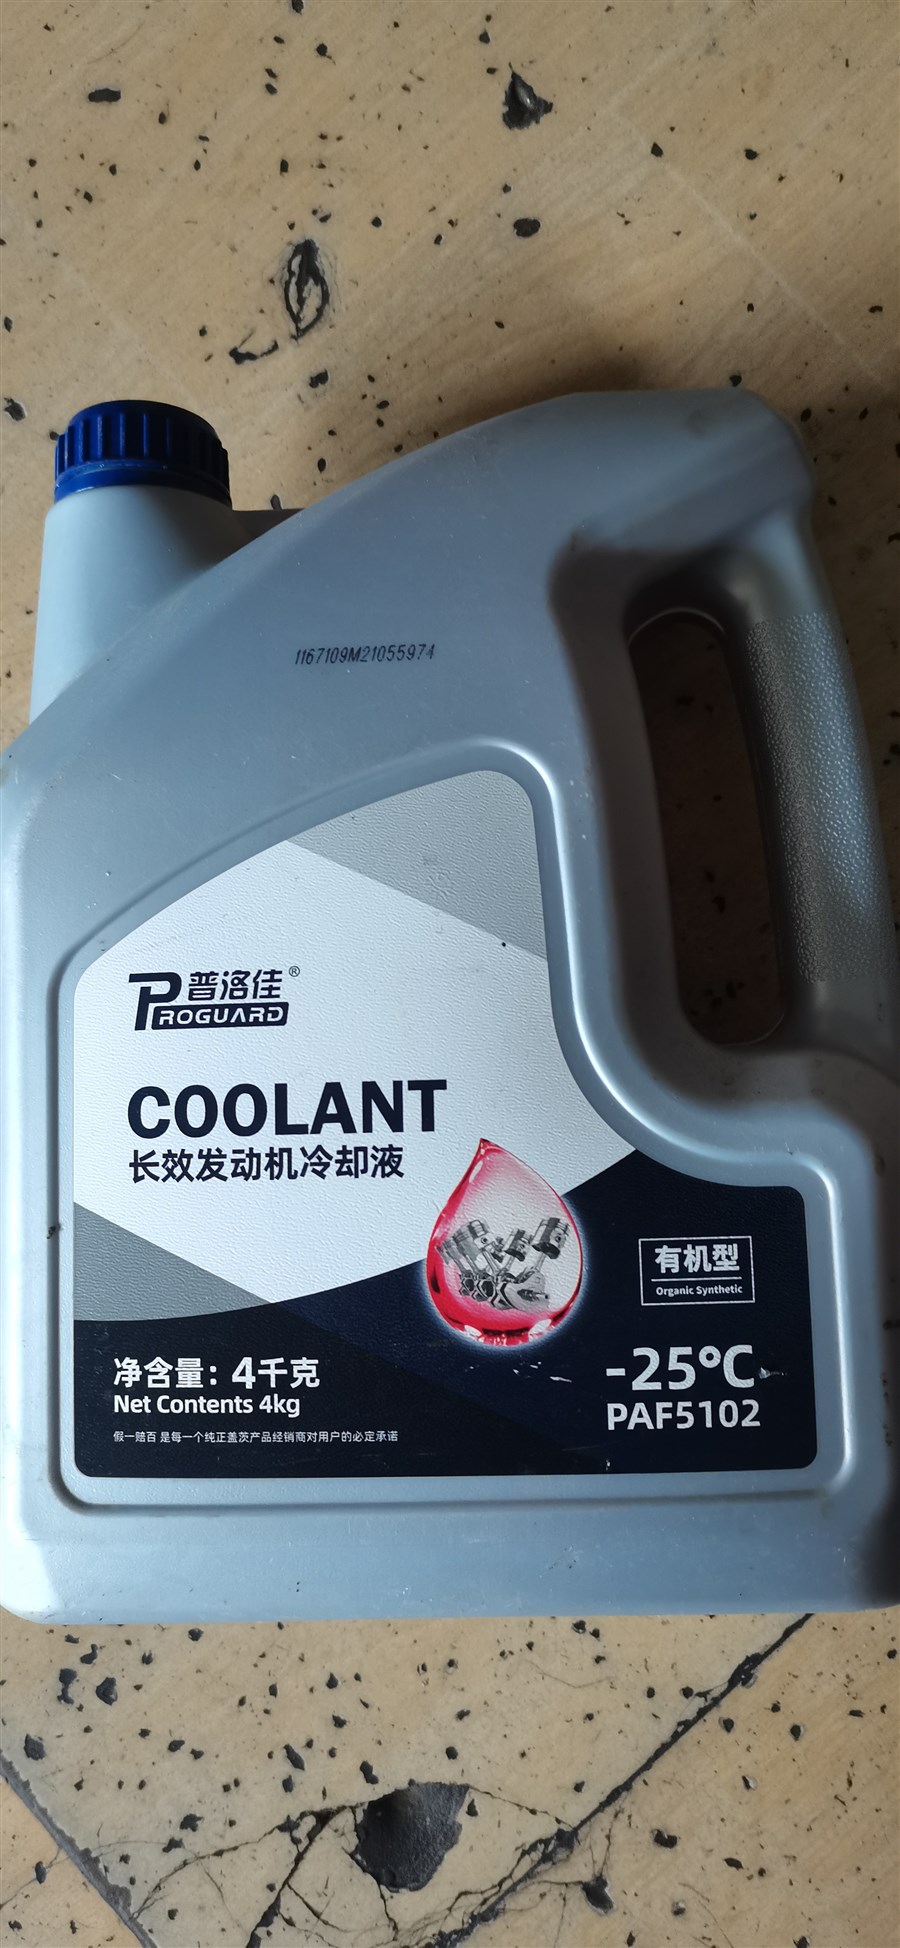 1167109M21055974
普洛佳®
PROGUARD
COOLANT
长效发动机冷却液
有机型
Organic Synthetic
-25℃
PAF5102
净含量：4千克
Net Contents 4kg
假一赔百 是每一个纯正盖茨产品经销商对用户的必定承诺